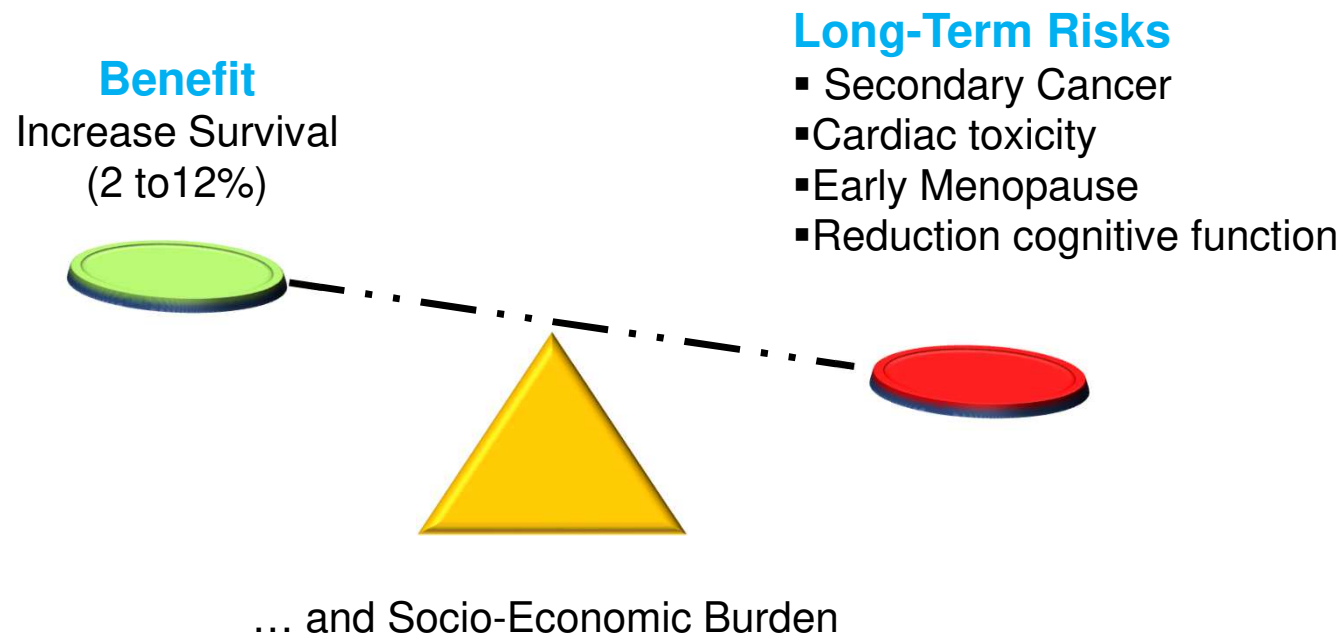 Benefit
Increase Survival
(2 to12%)
Long-Term Risks
▪ Secondary Cancer
▪Cardiac toxicity
▪Early Menopause
▪Reduction cognitive function
… and Socio-Economic Burden